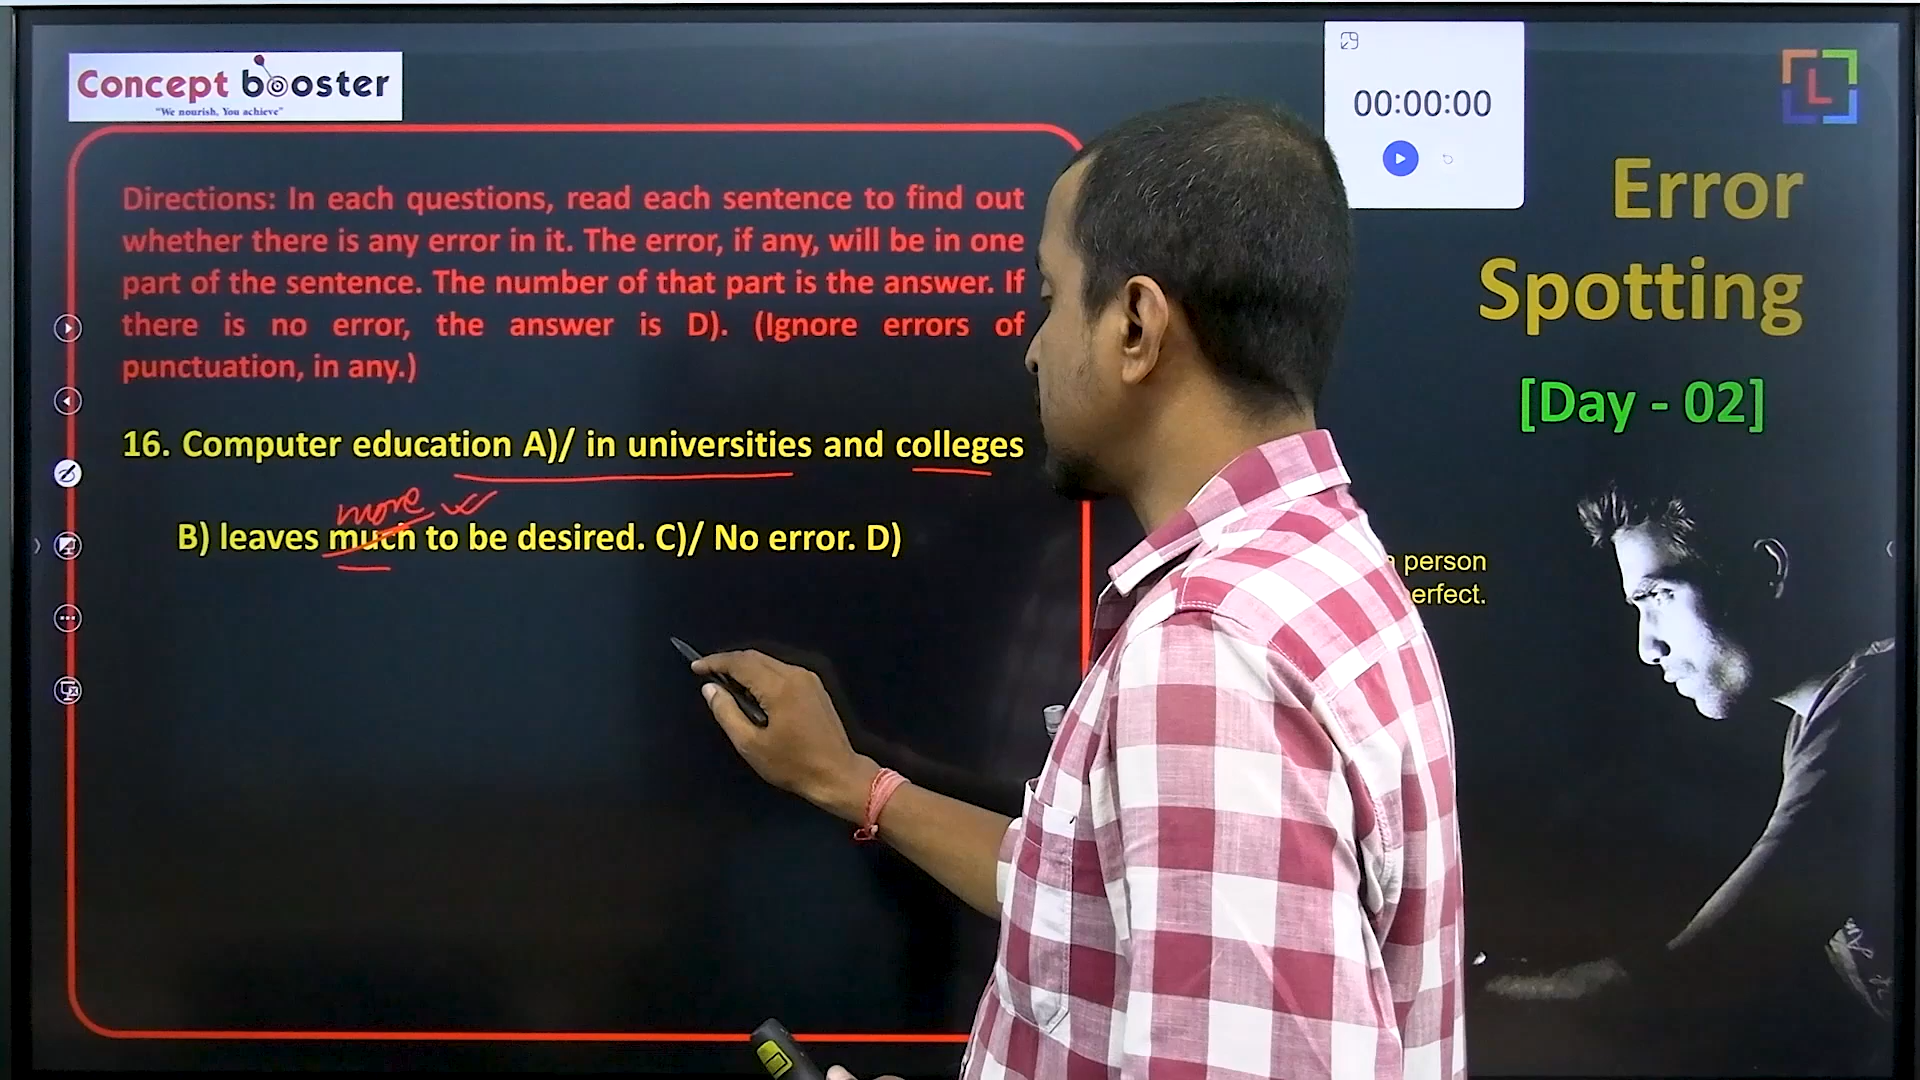 Concept booster
"We nourish, You achieve"
00:00:00
L
Error
Spotting
[Day - 02]
Directions: In each questions, read each sentence to find out
whether there is any error in it. The error, if any, will be in one
part of the sentence. The number of that part is the answer. If
there is no error, the answer is D). (Ignore errors of
punctuation, in any.)
16. Computer education A)/ in universities and colleges
more
B) leaves much to be desired. C)/ No error. D)
person
erfect.